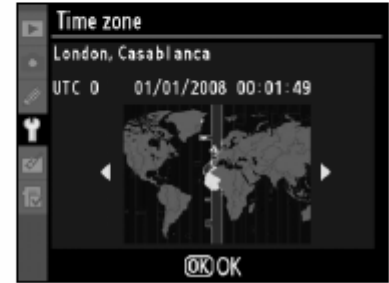 Time zone
London, Casablanca
UTC 0 01/01/2008 00:01:49
OK OK